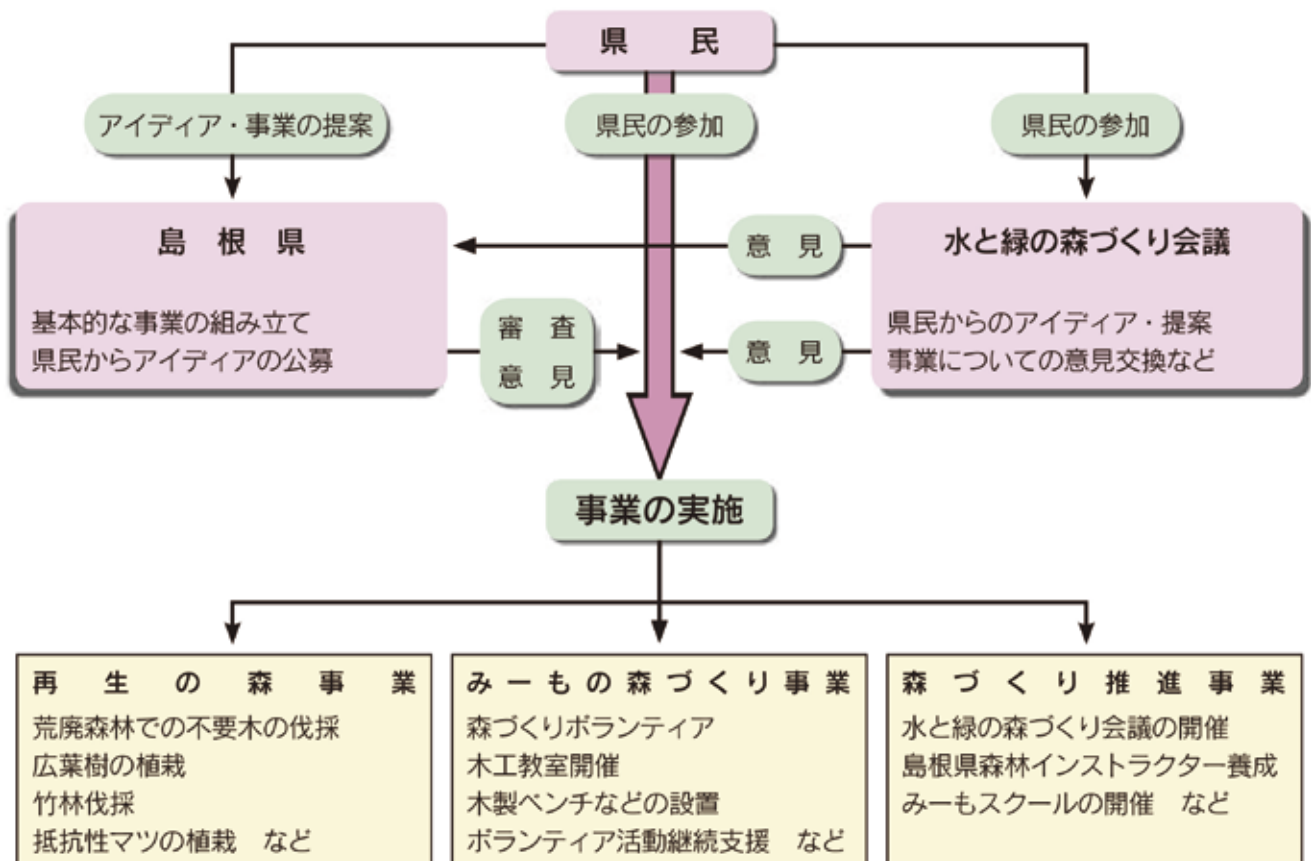 県　民
アイディア・事業の提案
県民の参加
県民の参加
島　根　県
基本的な事業の組み立て
県民からアイディアの公募
意　見
水と緑の森づくり会議
県民からのアイディア・提案
事業についての意見交換など
審　査
意　見
意　見
事業の実施
再生の森事業
荒廃森林での不要木の伐採
広葉樹の植栽
竹林伐採
抵抗性マツの植栽　など
みーもの森づくり事業
森づくりボランティア
木工教室開催
木製ベンチなどの設置
ボランティア活動継続支援　など
森づくり推進事業
水と緑の森づくり会議の開催
島根県森林インストラクター養成
みーもスクールの開催　など